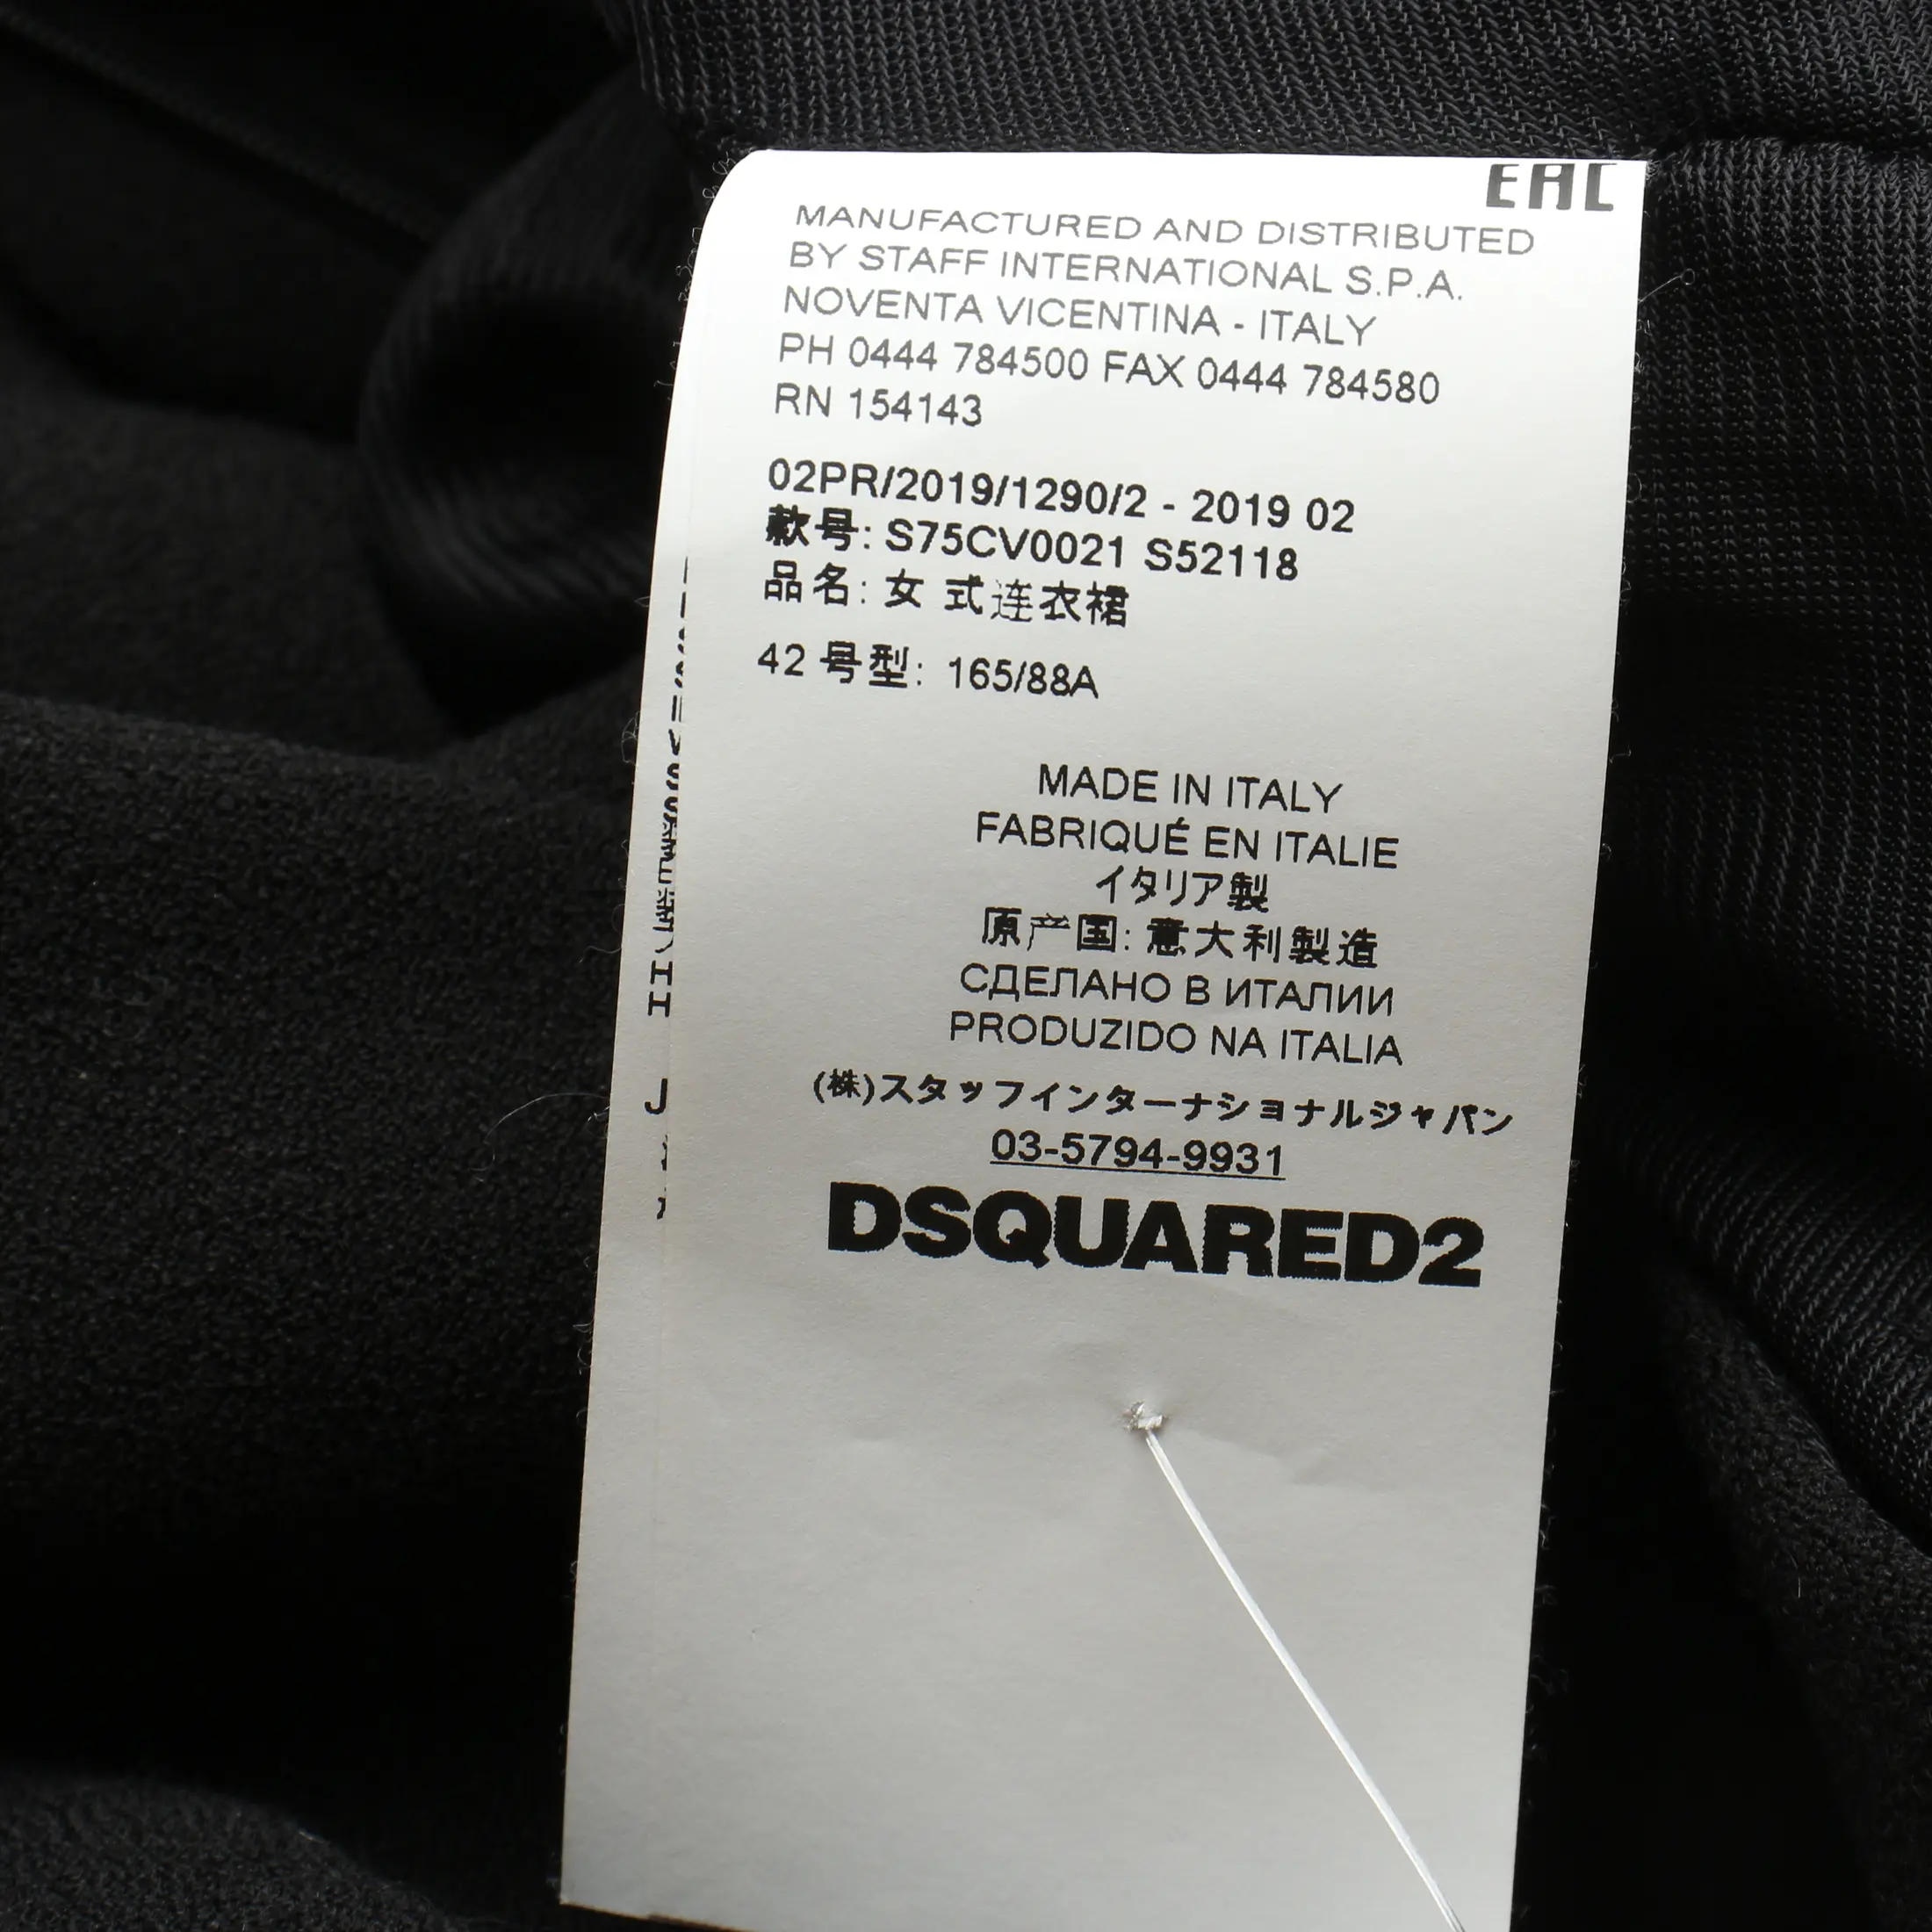 EAC
MANUFACTURED AND DISTRIBUTED
BY STAFF INTERNATIONAL S.P.A.
NOVENTA VICENTINA - ITALY
PH 0444 784500 FAX 0444 784580
RN 154143
02PR/2019/1290/2 - 2019 02
款号: S75CV0021 S52118
品名: 女 式连衣裙
42 号型: 165/88A
MADE IN ITALY
FABRIQUÉ EN ITALIE
イタリア製
原产国: 意大利製造
СДЕЛАНО В ИТАЛИИ
PRODUZIDO NA ITALIA
(株)スタッフインターナショナルジャパン
03-5794-9931
DSQUARED2